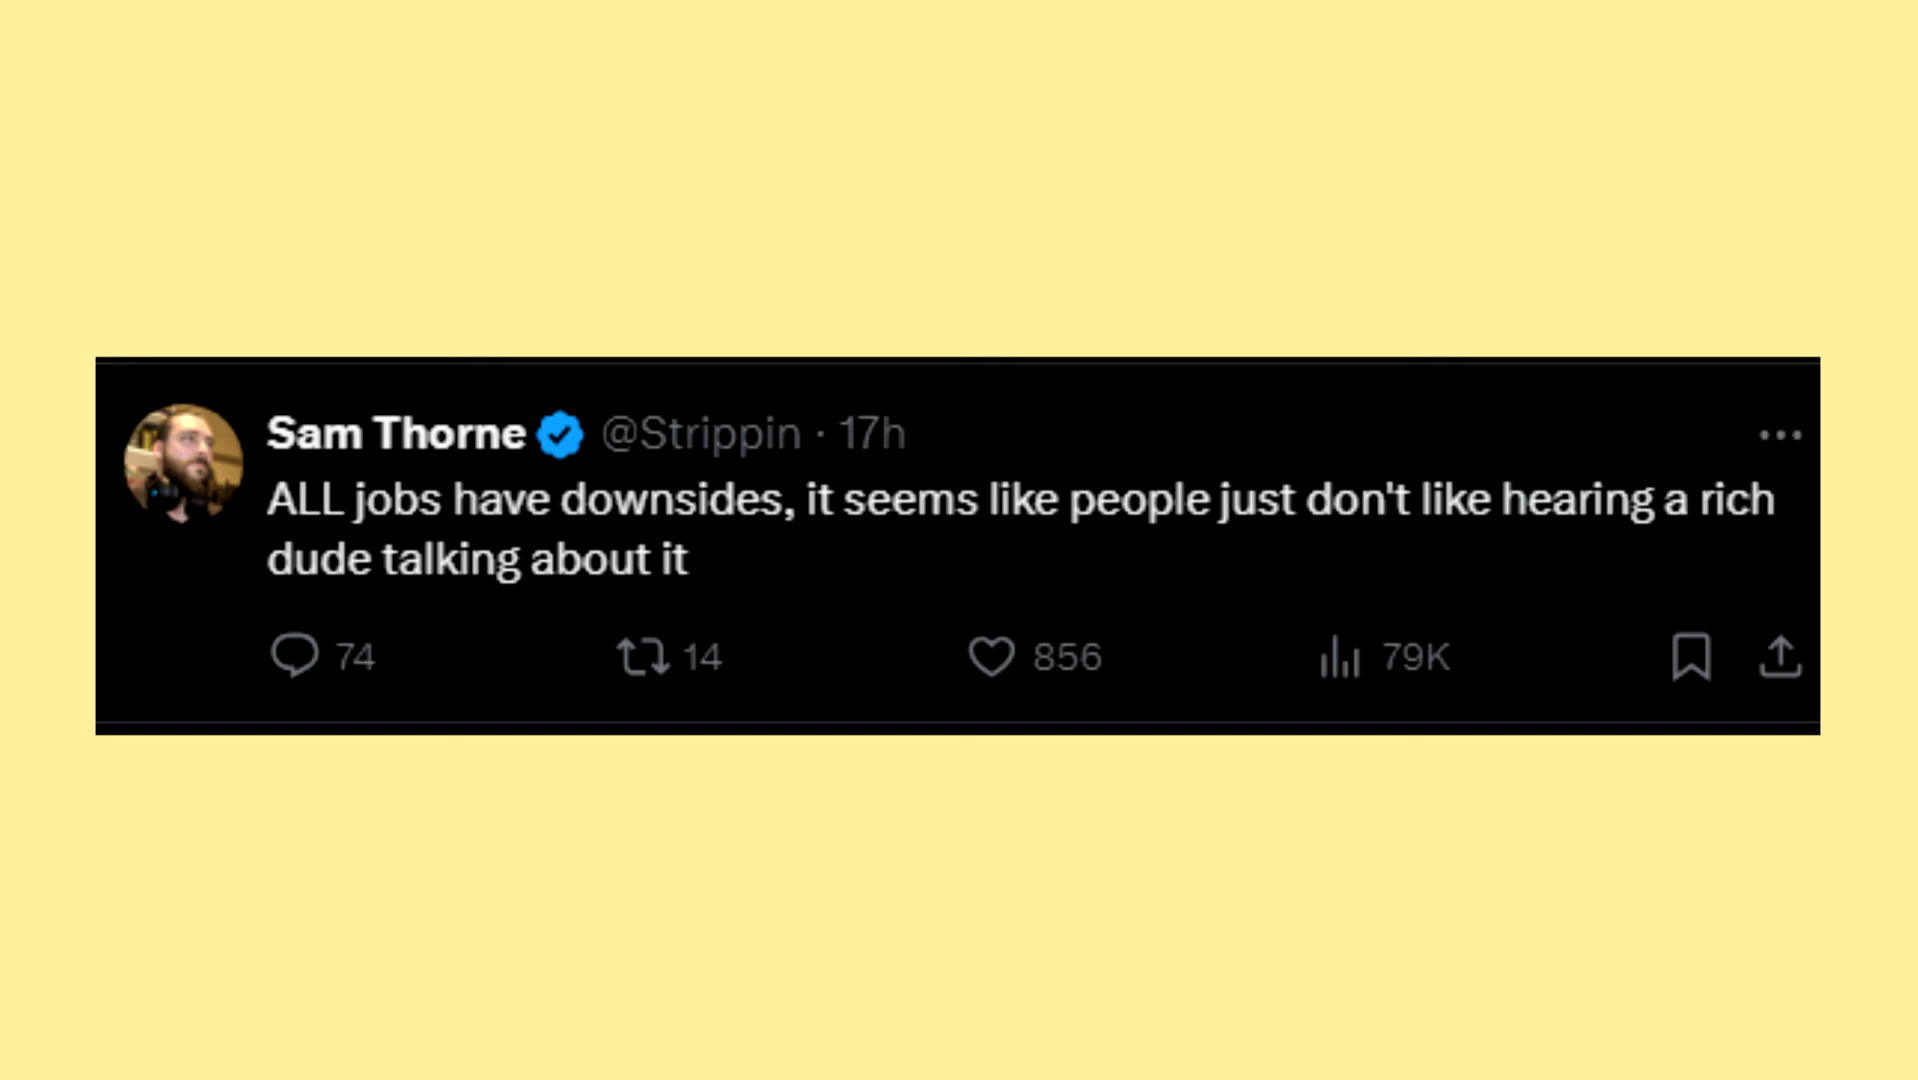 Sam Thorne @Strippin · 17h
ALL jobs have downsides, it seems like people just don't like hearing a rich
dude talking about it
74 14 856 79K